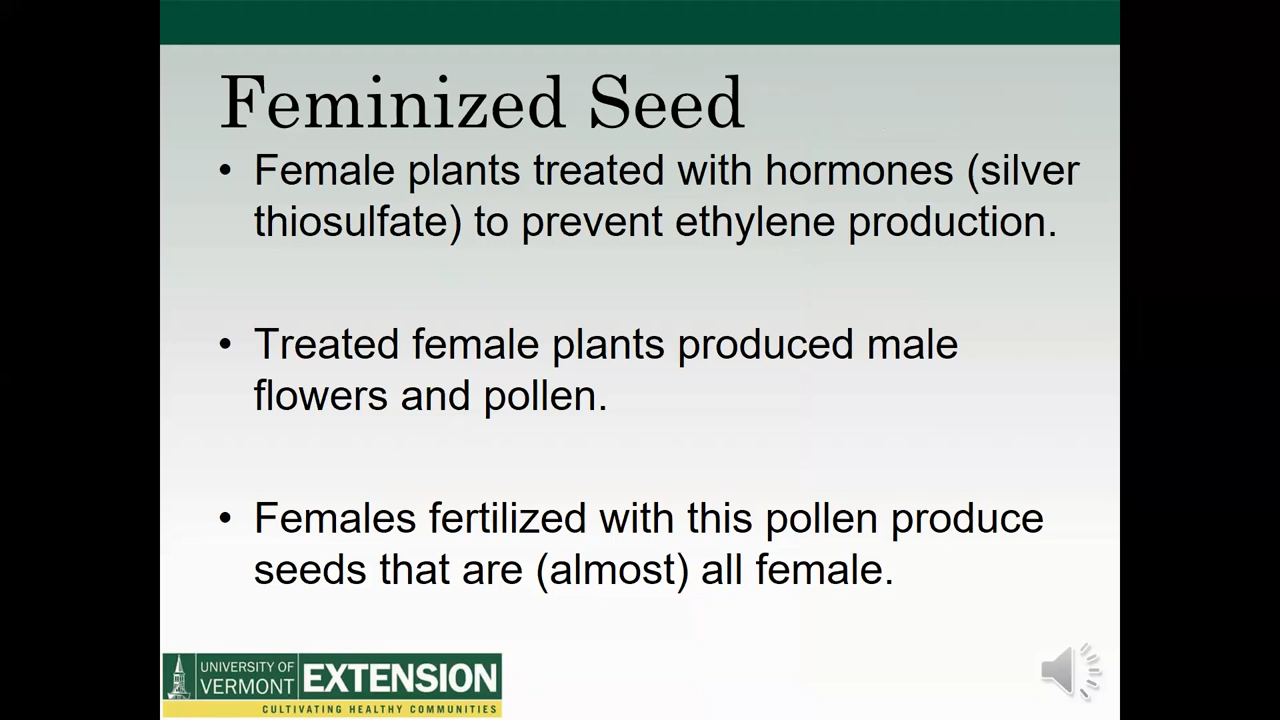 Feminized Seed
• Female plants treated with hormones (silver
thiosulfate) to prevent ethylene production.
• Treated female plants produced male
flowers and pollen.
• Females fertilized with this pollen produce
seeds that are (almost) all female.
UNIVERSITY OF
VERMONT
EXTENSION
CULTIVATING HEALTHY COMMUNITIES